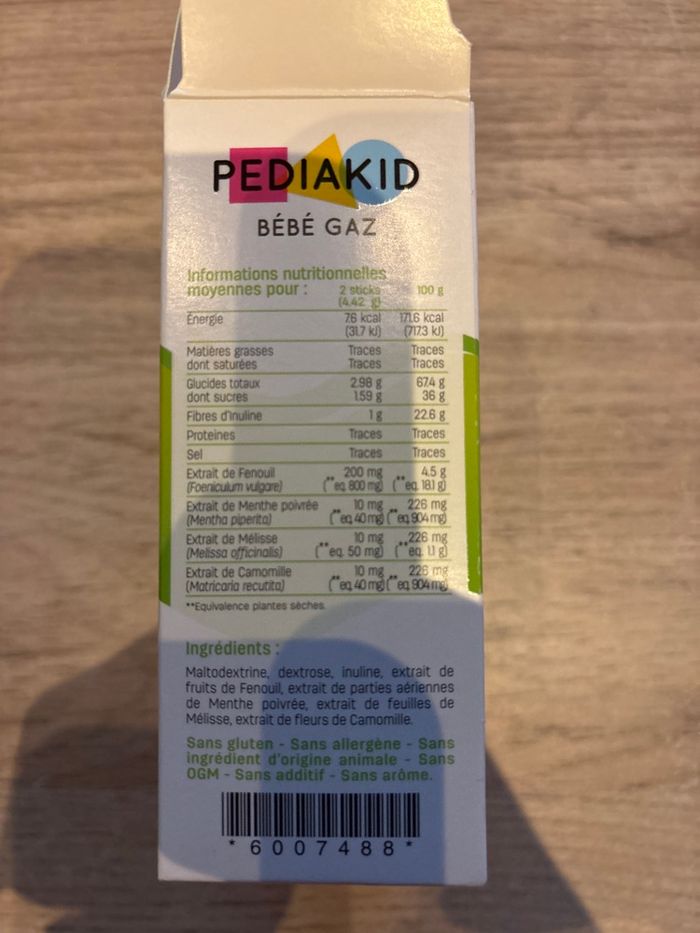 PEDIAKID
BÉBÉ GAZ
Informations nutritionnelles
moyennes pour : 2 sticks 100 g
(4.42 g)
Énergie 7.6 kcal 171.6 kcal
(31.7 kJ) (717.3 kJ)
Matières grasses Traces Traces
dont saturées Traces Traces
Glucides totaux 2.98 g 67.4 g
dont sucres 1.59 g 36 g
Fibres d'inuline 1 g 22.6 g
Proteines Traces Traces
Sel Traces Traces
Extrait de Fenouil 200 mg 4.5 g
(Foeniculum vulgare) (**eq. 800 mg) (**eq. 18.1 g)
Extrait de Menthe poivrée 10 mg 226 mg
(Mentha piperita) (**eq. 40 mg) (**eq. 904 mg)
Extrait de Mélisse 10 mg 226 mg
(Melissa officinalis) (**eq. 50 mg) (**eq. 1.1 g)
Extrait de Camomille 10 mg 226 mg
(Matricaria recutita) (**eq. 40 mg) (**eq. 904 mg)
**Equivalence plantes sèches.
Ingrédients :
Maltodextrine, dextrose, inuline, extrait de
fruits de Fenouil, extrait de parties aériennes
de Menthe poivrée, extrait de feuilles de
Mélisse, extrait de fleurs de Camomille.
Sans gluten - Sans allergène - Sans
ingrédient d'origine animale - Sans
OGM - Sans additif - Sans arôme.
* 6 0 0 7 4 8 8 *